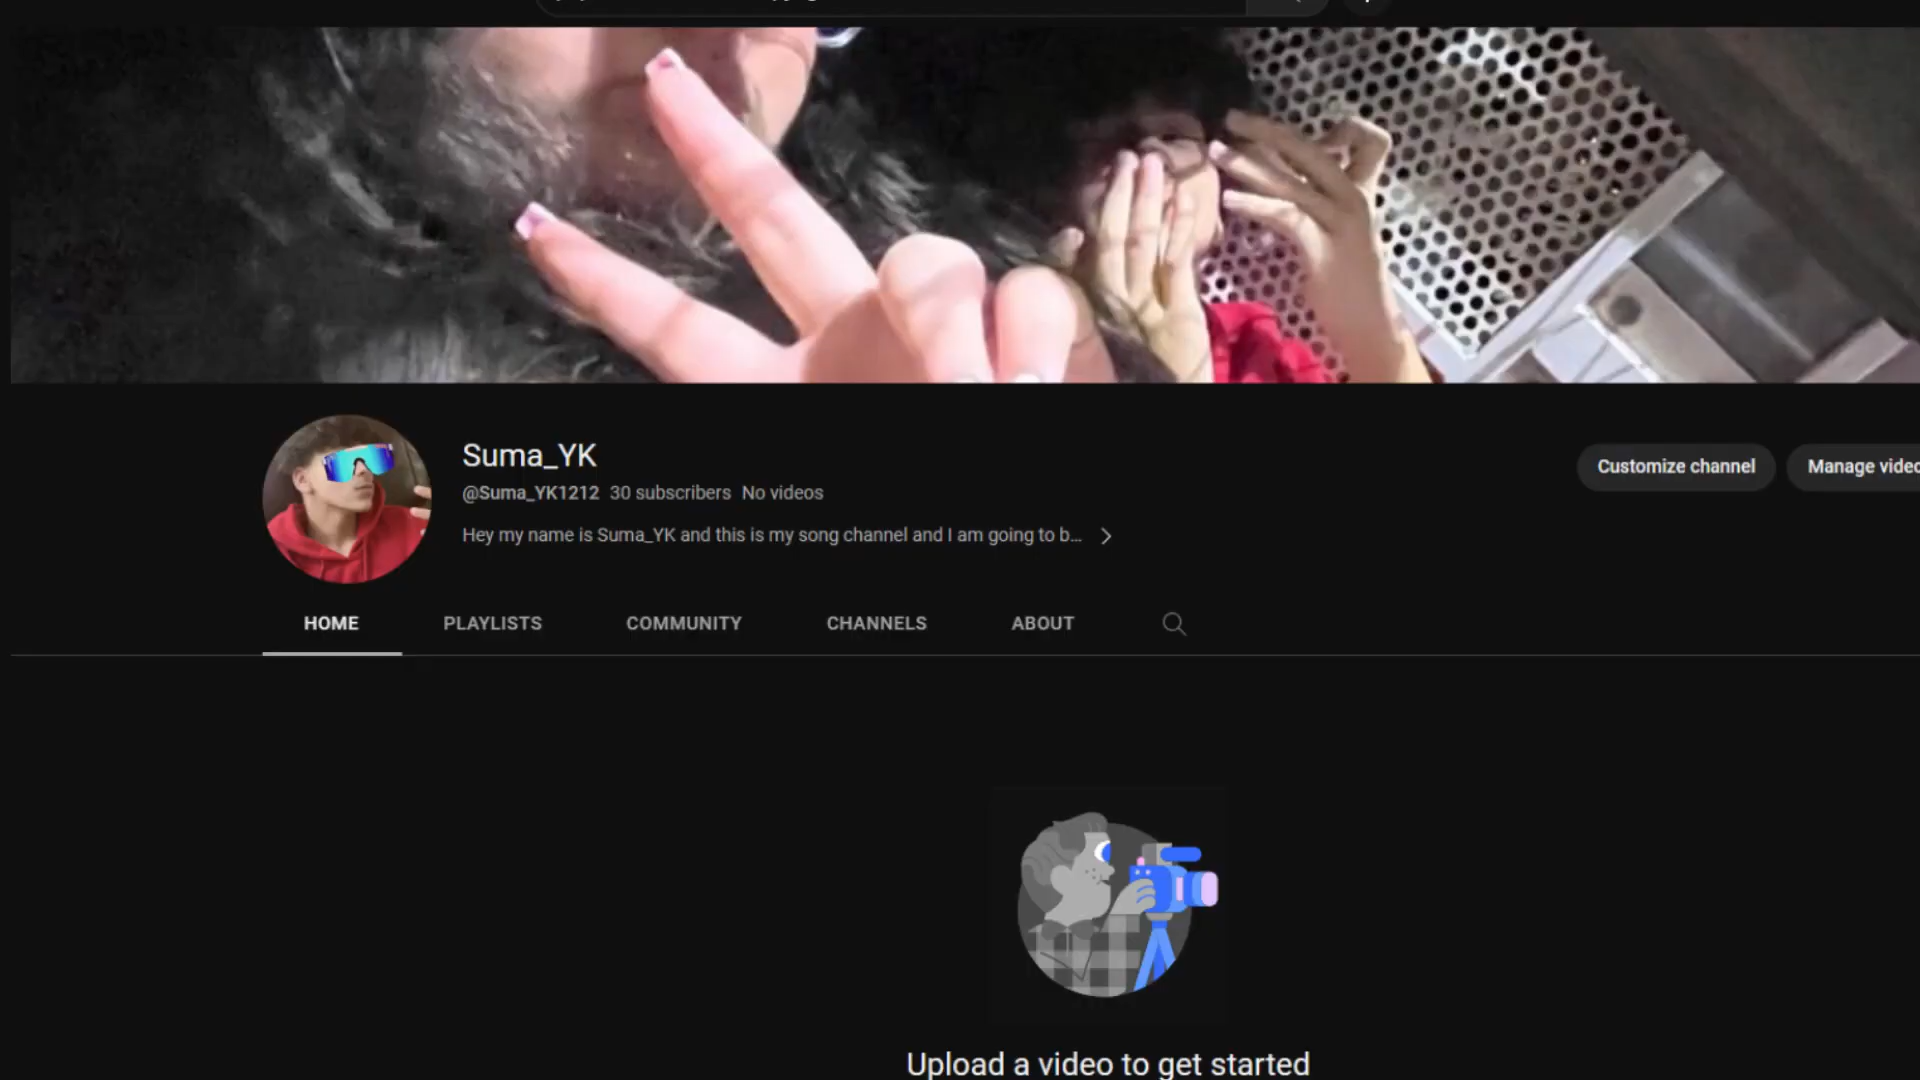 Suma_YK
@Suma_YK1212 30 subscribers No videos
Customize channel
Manage video
Hey my name is Suma_YK and this is my song channel and I am going to b...
HOME PLAYLISTS COMMUNITY CHANNELS ABOUT
Upload a video to get started